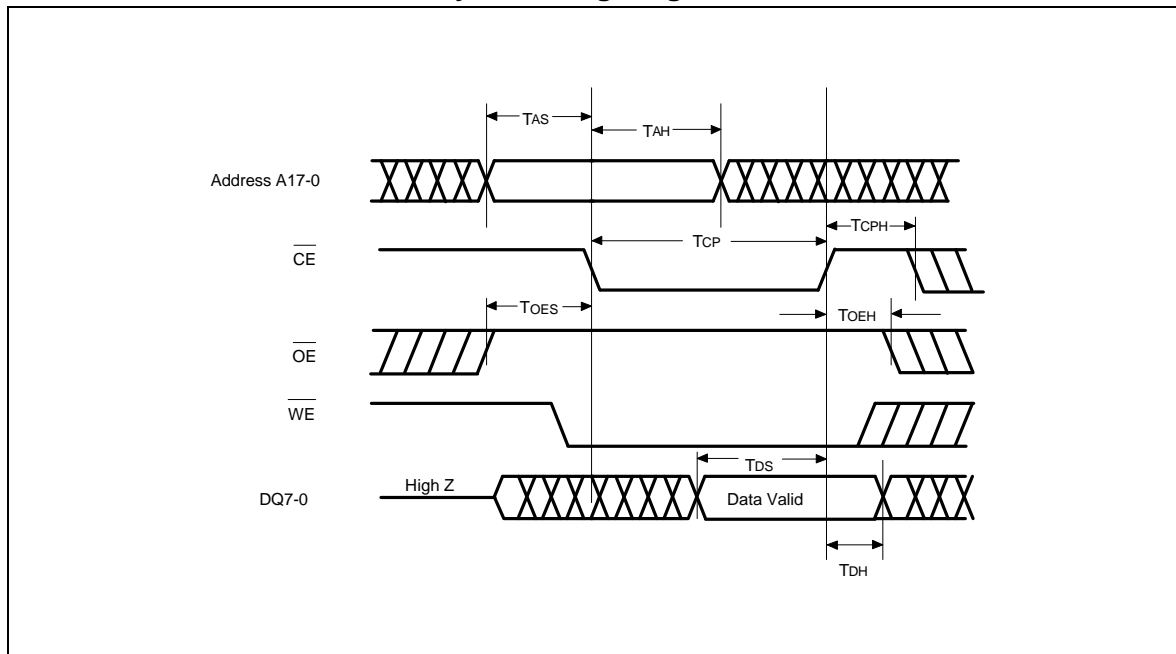 TAS
TAH
Address A17-0
TCPH
TCP
CE
TOES
TOEH
OE
WE
TDS
High Z
DQ7-0
Data Valid
TDH